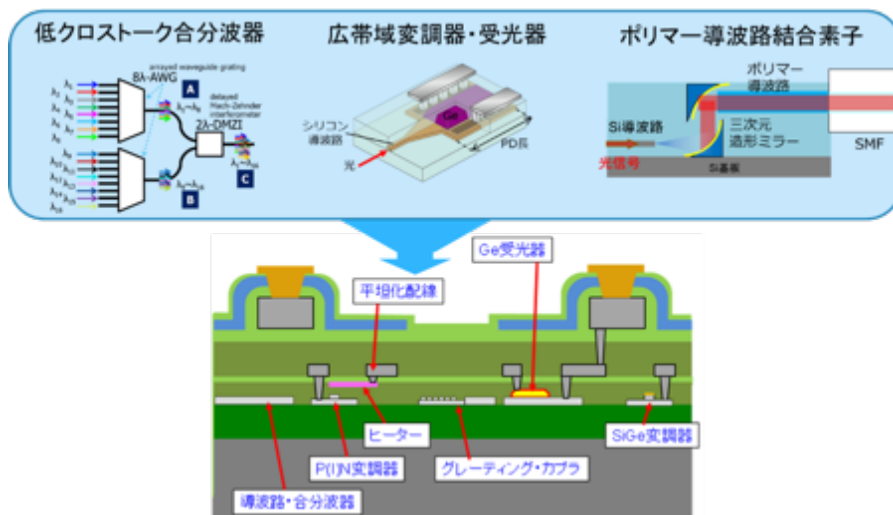 低クロストーク合分波器
広帯域変調器・受光器
ポリマー導波路結合素子
arrayed waveguide grating
8λ-AWG
A
delayed
Mach-Zehnder
interferometer
2λ-DMZI
C
B
Ge
シリコン
導波路
光
PD長
ポリマー
導波路
Si導波路
三次元
造形ミラー
光信号
Si基板
SMF
Ge受光器
平坦化配線
ヒーター
SiGe変調器
P(I)N変調器
グレーティング・カプラ
導波路・合分波器